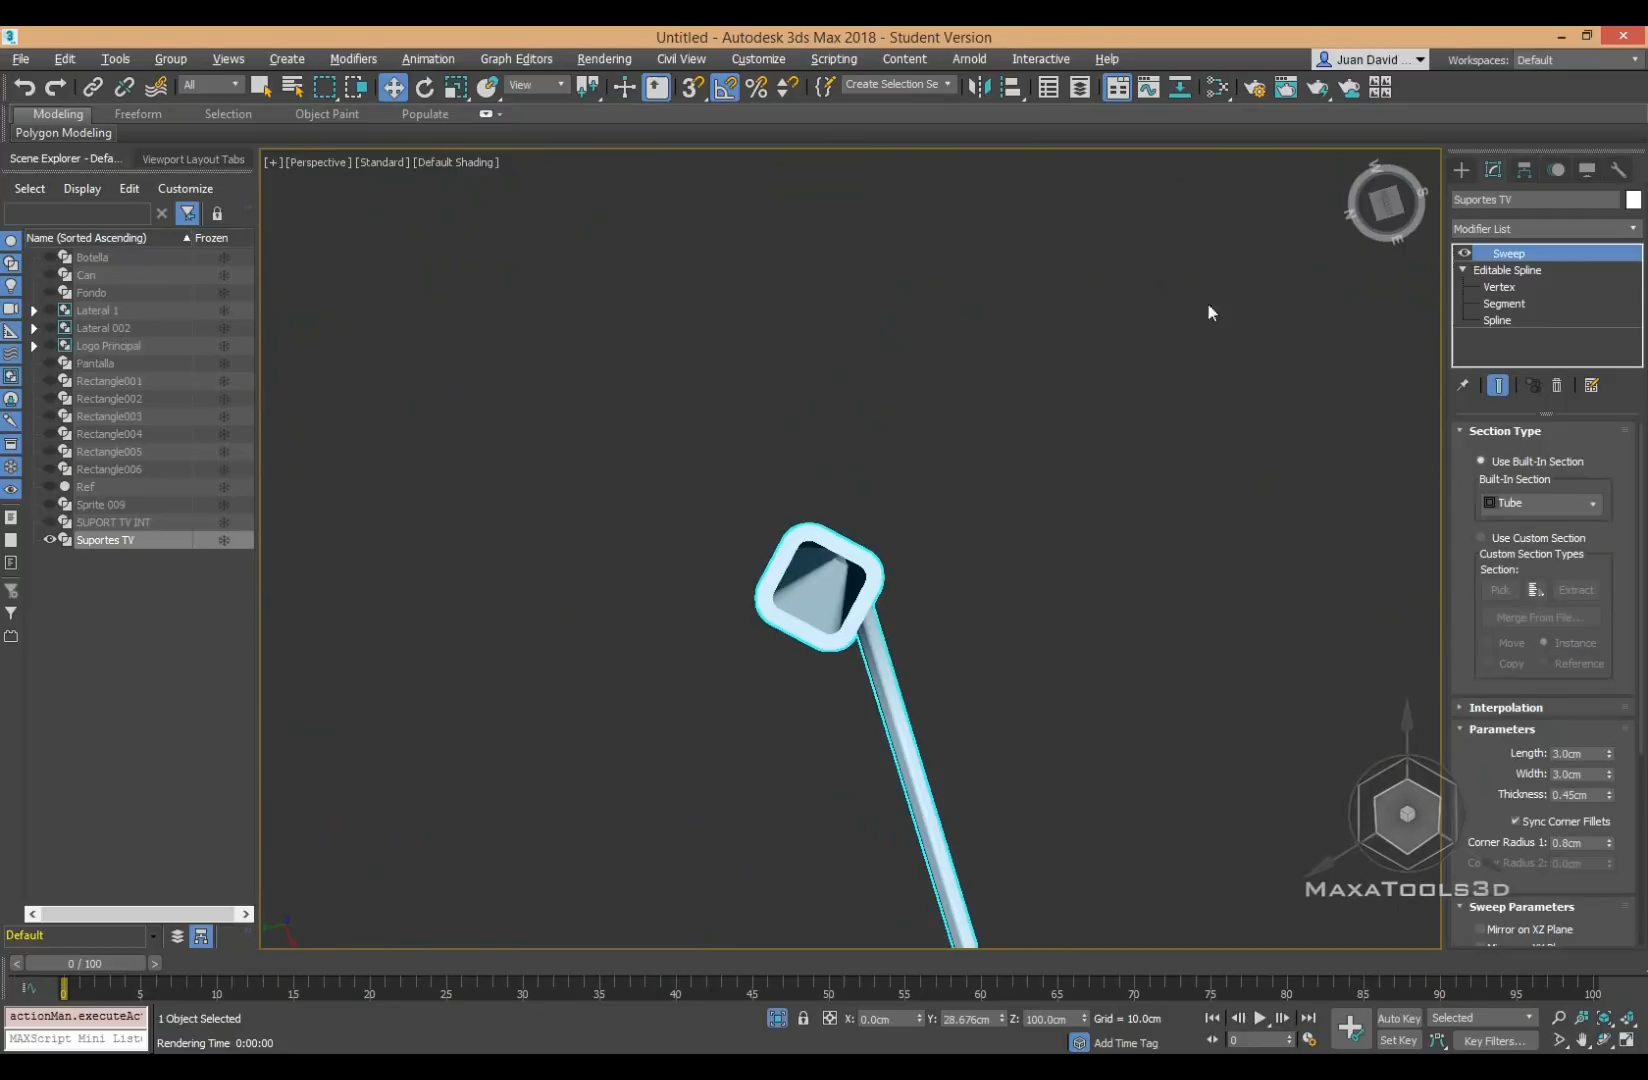 Untitled - Autodesk 3ds Max 2018 - Student Version
File Edit Tools Group Views Create Modifiers Animation Graph Editors Rendering Civil View Customize Scripting Content Arnold Interactive Help Juan David ... Workspaces: Default
All View Create Selection Se
Modeling Freeform Selection Object Paint Populate
Polygon Modeling
Scene Explorer - Defa... Viewport Layout Tabs
[+] [Perspective] [Standard] [Default Shading]
Select Display Edit Customize
Name (Sorted Ascending) Frozen
Botella
Can
Fondo
Lateral 1
Lateral 002
Logo Principal
Pantalla
Rectangle001
Rectangle002
Rectangle003
Rectangle004
Rectangle005
Rectangle006
Ref
Sprite 009
SUPORT TV INT
Suportes TV
W
S
N
E
Suportes TV
Modifier List
Sweep
Editable Spline
Vertex
Segment
Spline
Section Type
Use Built-In Section
Built-In Section
Tube
Use Custom Section
Custom Section Types
Section:
Pick Extract
Merge From File...
Move Instance
Copy Reference
Interpolation
Parameters
Length: 3.0cm
Width: 3.0cm
Thickness: 0.45cm
Sync Corner Fillets
Corner Radius 1: 0.8cm
Radius 2: 0.0cm
MAXATOOLS3D
Sweep Parameters
Mirror on XZ Plane
Default
0 / 100
0 5 10 15 20 25 30 35 40 45 50 55 60 65 70 75 80 85 90 95 100
actionMan.executeAc
MAXScript Mini List
1 Object Selected
Rendering Time 0:00:00
X: 0.0cm Y: 28.676cm Z: 100.0cm Grid = 10.0cm
Add Time Tag
0
Auto Key Selected
Set Key Key Filters...